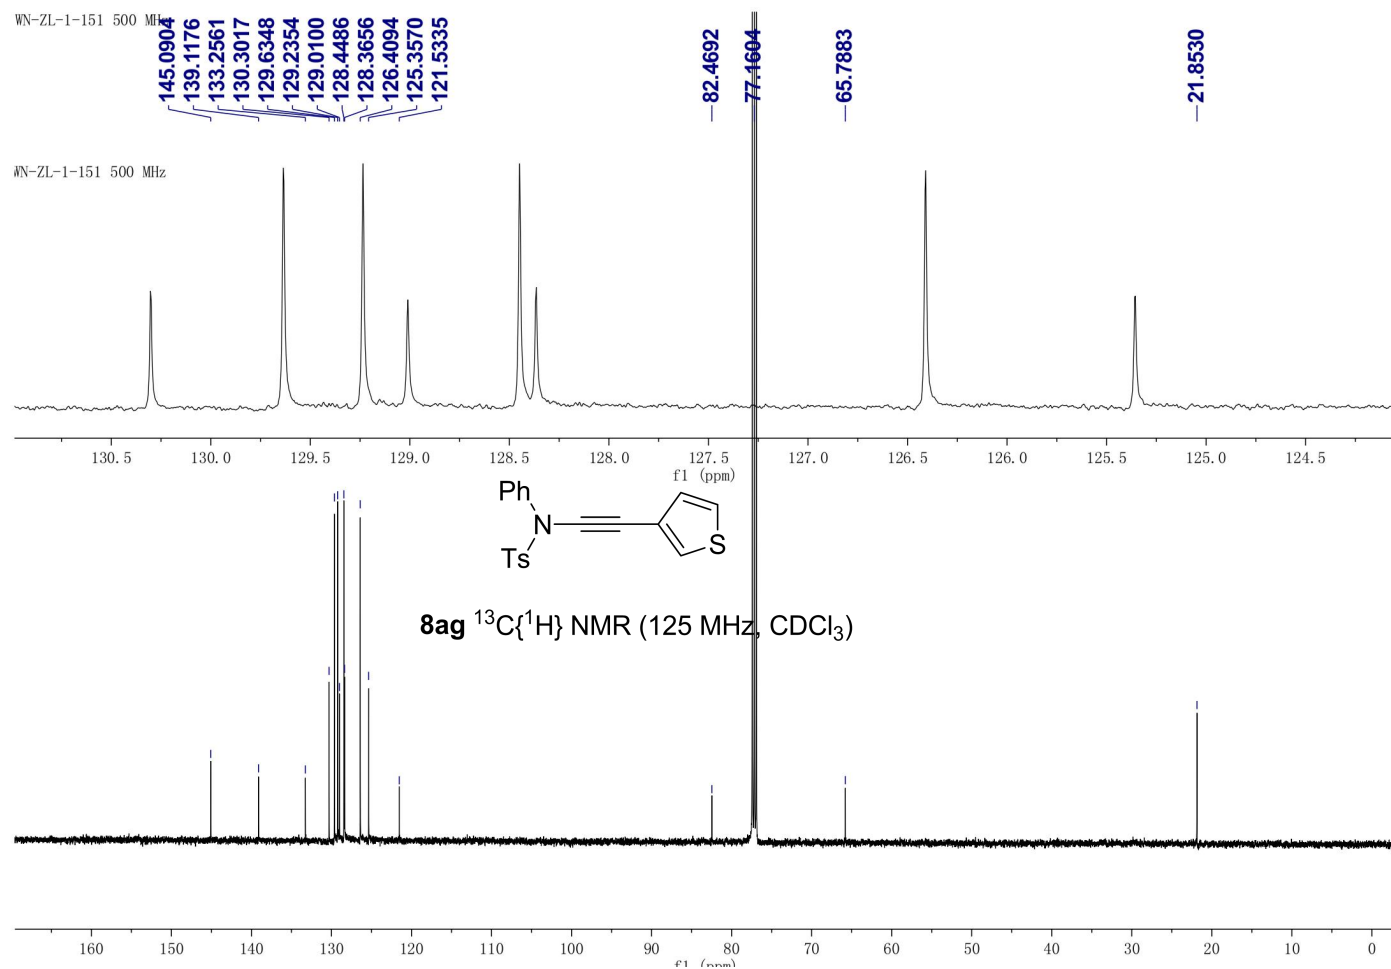 WN-ZL-1-151 500 MHz
145.0904
139.1176
133.2561
130.3017
129.6348
129.2354
129.0100
128.4486
128.3656
126.4094
125.3570
121.5335
82.4692
77.1604
65.7883
21.8530
WN-ZL-1-151 500 MHz
130.5 130.0 129.5 129.0 128.5 128.0 127.5 127.0 126.5 126.0 125.5 125.0 124.5
f1 (ppm)
Ph
N
Ts
S
8ag ¹³C{¹H} NMR (125 MHz, CDCl₃)
160 150 140 130 120 110 100 90 80 70 60 50 40 30 20 10 0
f1 (ppm)